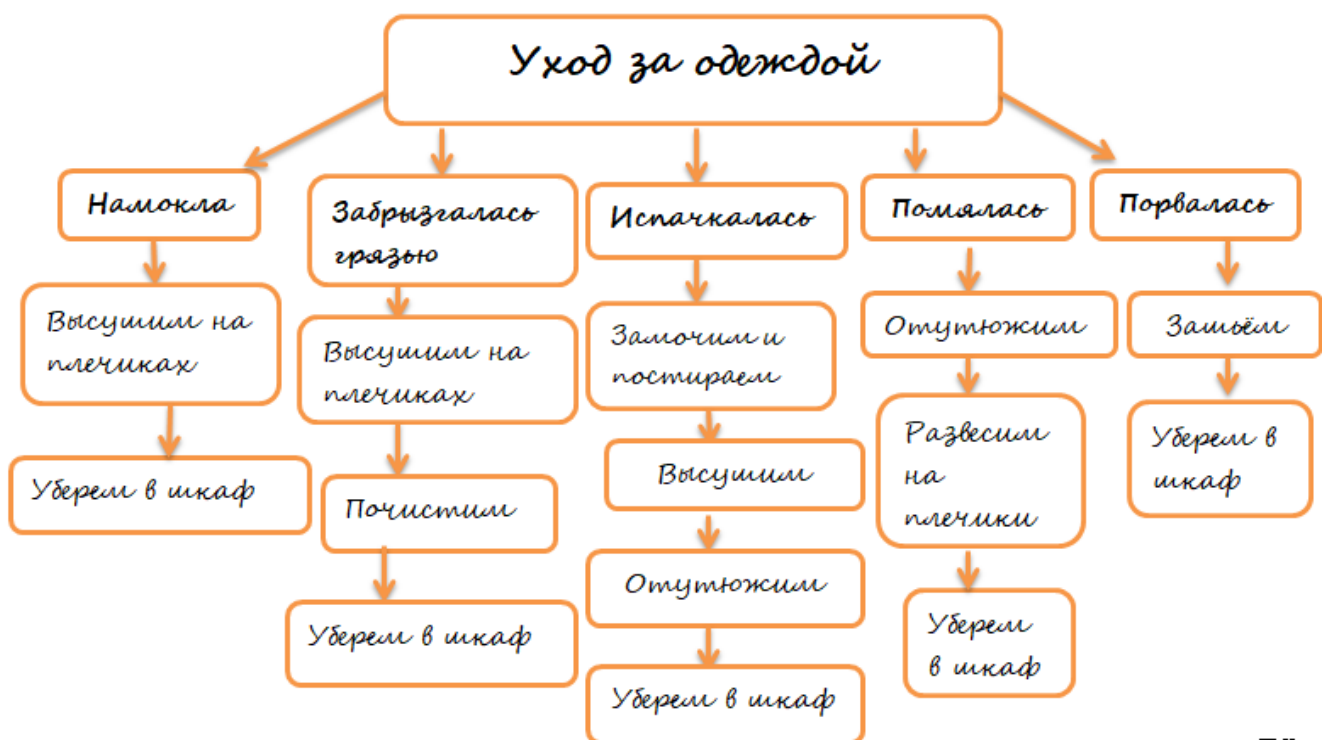 Уход за одеждой
Намокла
Высушим на
плечиках
Уберем в шкаф
Забрызгалась
грязью
Высушим на
плечиках
Почистим
Уберем в шкаф
Испачкалась
Замочим и
постираем
Высушим
Отутюжим
Уберем в шкаф
Помялась
Отутюжим
Развесим
на
плечики
Уберем
в шкаф
Порвалась
Зашьём
Уберем в
шкаф